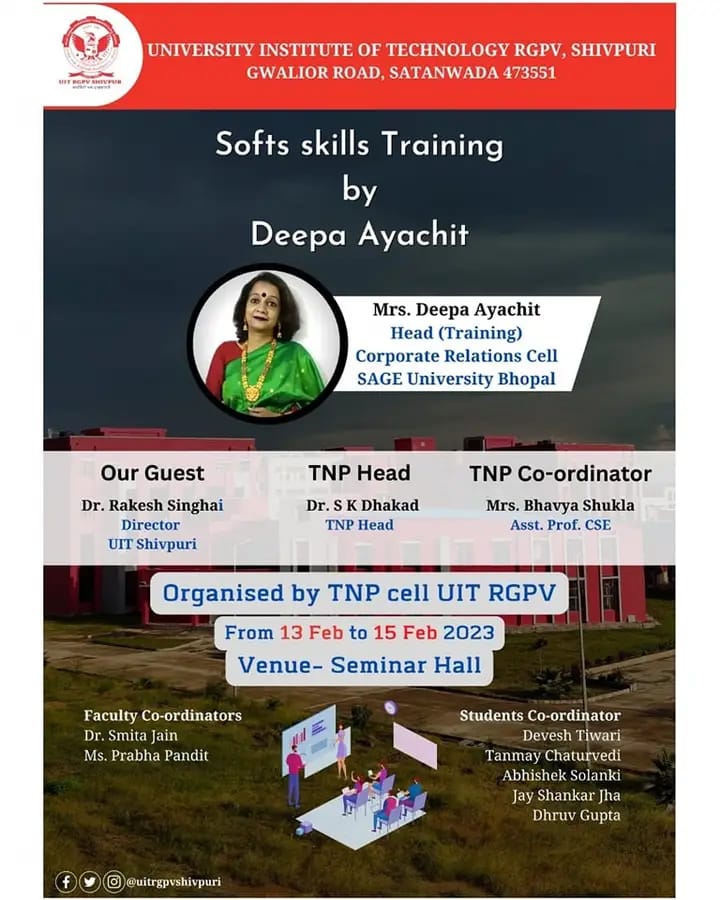 UNIVERSITY INSTITUTE OF TECHNOLOGY RGPV, SHIVPURI
GWALIOR ROAD, SATANWADA 473551
UIT RGPV SHIVPUR
Softs skills Training
by
Deepa Ayachit
Mrs. Deepa Ayachit
Head (Training)
Corporate Relations Cell
SAGE University Bhopal
Our Guest
Dr. Rakesh Singhai
Director
UIT Shivpuri
TNP Head
Dr. S K Dhakad
TNP Head
TNP Co-ordinator
Mrs. Bhavya Shukla
Asst. Prof. CSE
Organised by TNP cell UIT RGPV
From 13 Feb to 15 Feb 2023
Venue- Seminar Hall
Faculty Co-ordinators
Dr. Smita Jain
Ms. Prabha Pandit
Students Co-ordinator
Devesh Tiwari
Tanmay Chaturvedi
Abhishek Solanki
Jay Shankar Jha
Dhruv Gupta
@uitrgpvshivpuri